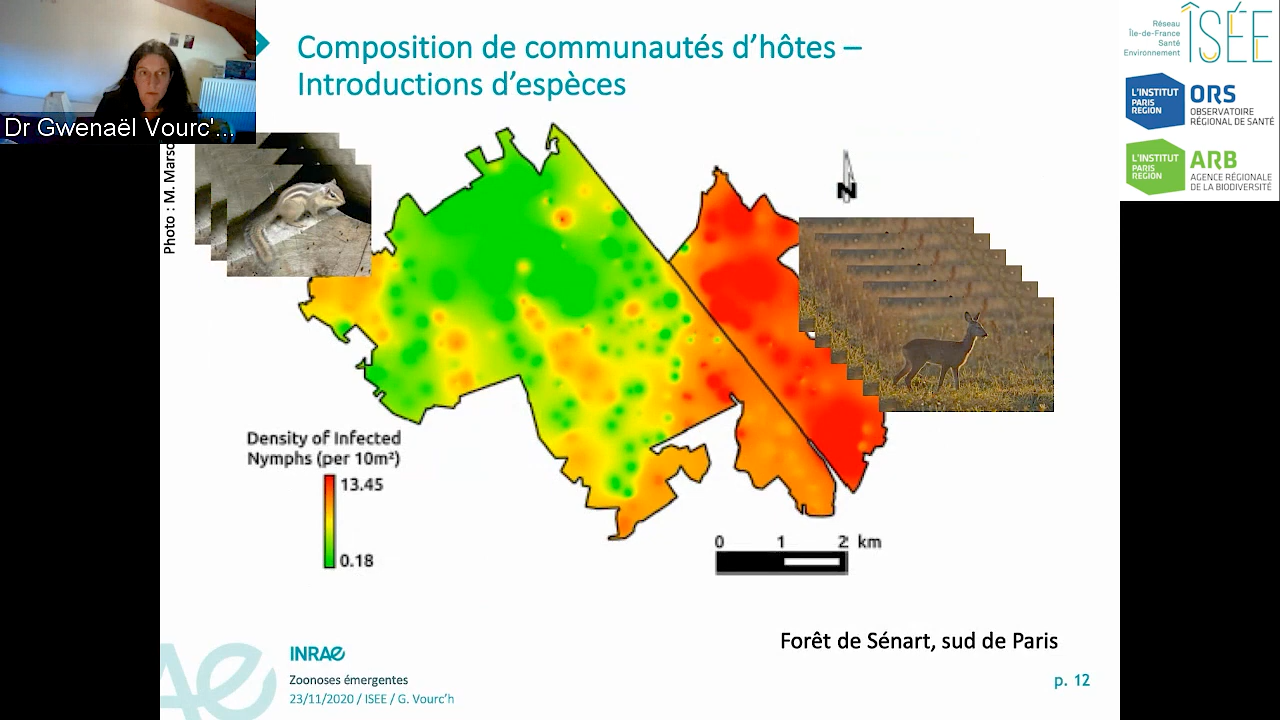 Composition de communautés d’hôtes –
Introductions d’espèces
Dr Gwenaël Vourc'...
Photo : M. Marso
N
Density of Infected
Nymphs (per 10m²)
13.45
0.18
0 1 2 km
Forêt de Sénart, sud de Paris
INRAE
Zoonoses émergentes
23/11/2020 / ISEE / G. Vourc’h
p. 12
Réseau
Île-de-France
Santé
Environnement
ÎSÉE
L'INSTITUT
PARIS
REGION
ORS
OBSERVATOIRE
RÉGIONAL DE SANTÉ
L'INSTITUT
PARIS
REGION
ARB
AGENCE RÉGIONALE
DE LA BIODIVERSITÉ